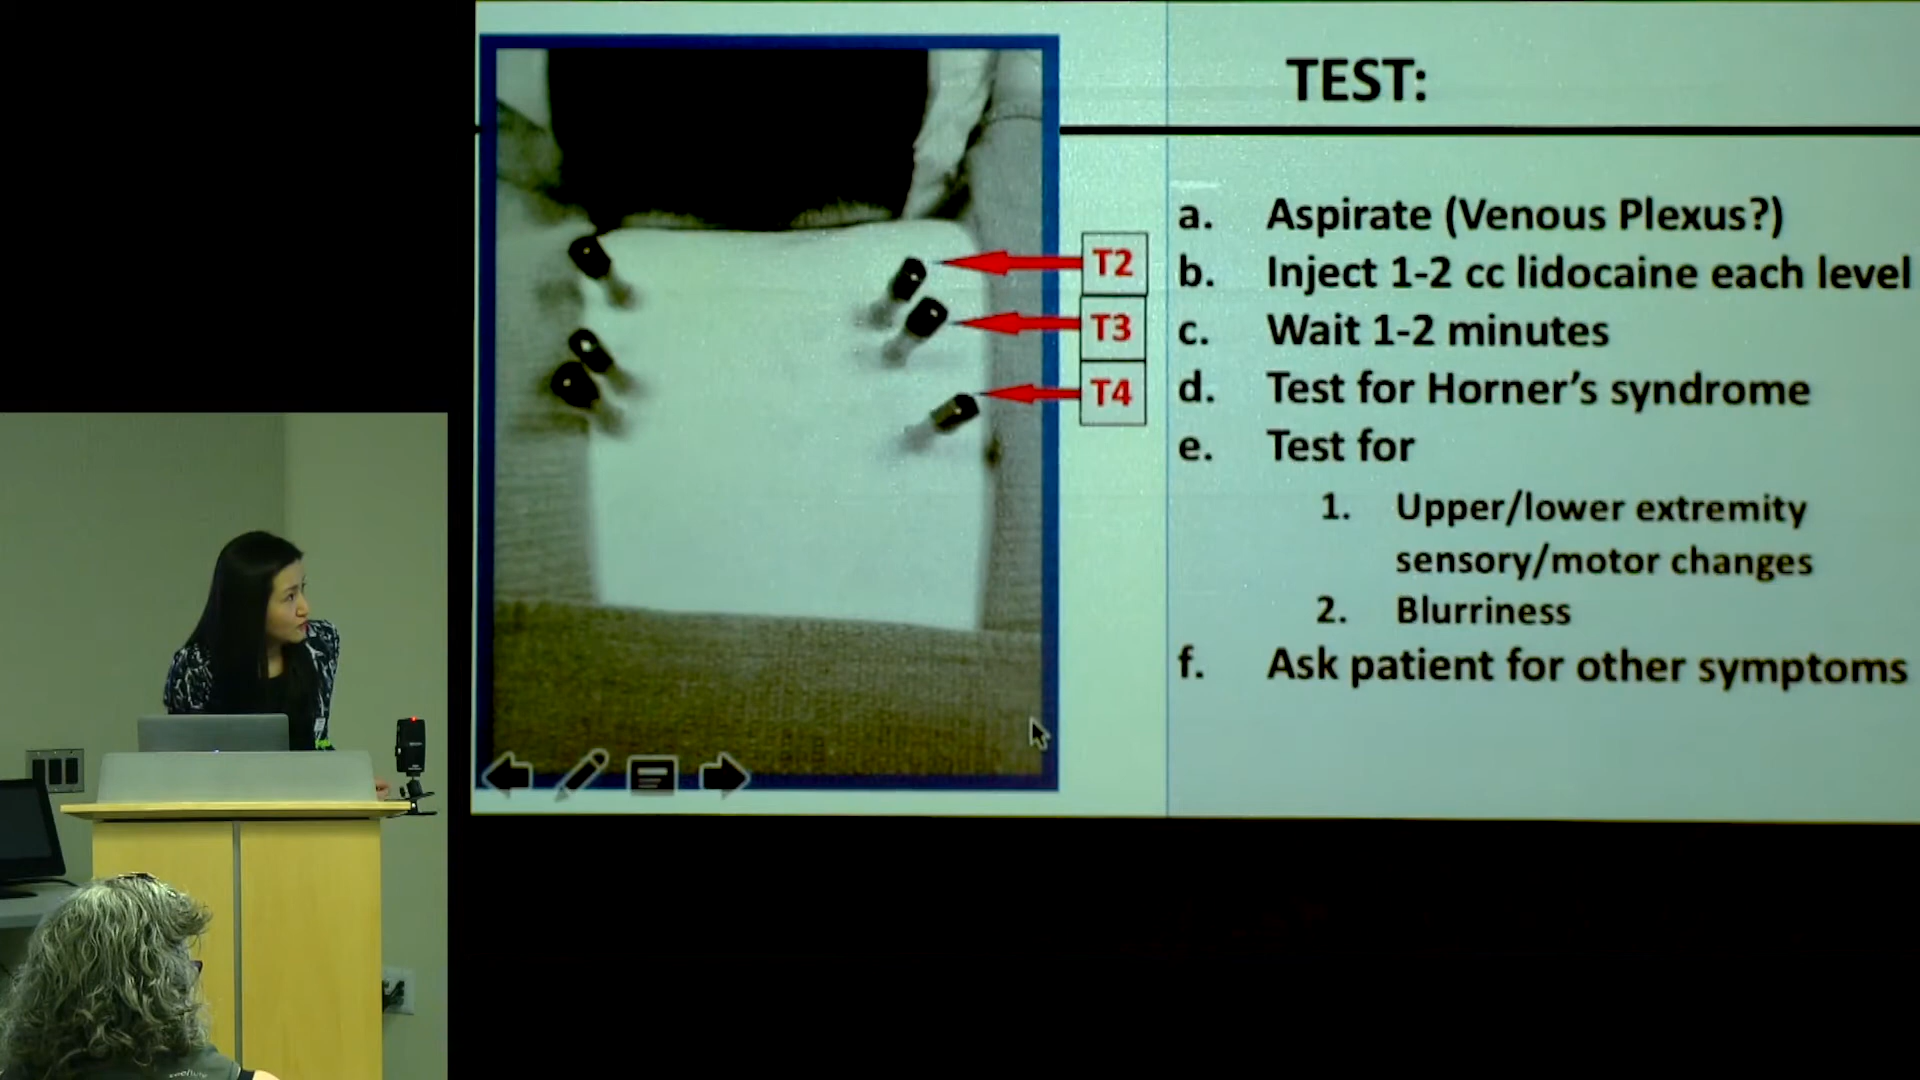 TEST:
T2
T3
T4
a. Aspirate (Venous Plexus?)
b. Inject 1-2 cc lidocaine each level
c. Wait 1-2 minutes
d. Test for Horner’s syndrome
e. Test for
1. Upper/lower extremity
sensory/motor changes
2. Blurriness
f. Ask patient for other symptoms